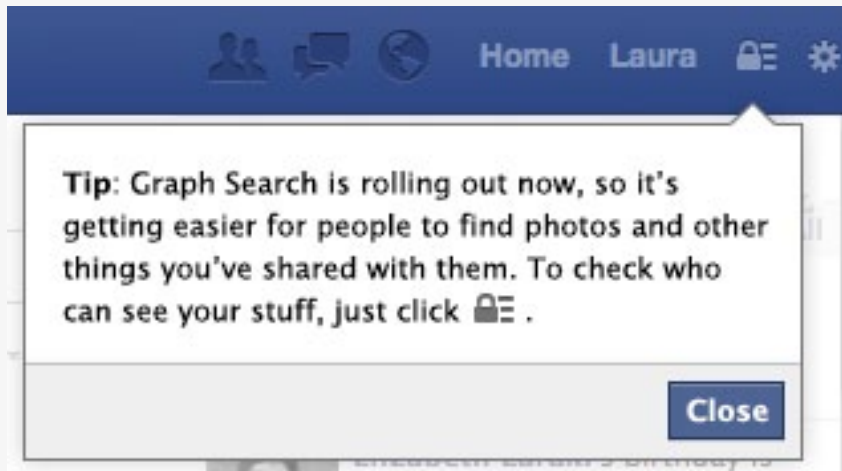 Home Laura
Tip: Graph Search is rolling out now, so it's
getting easier for people to find photos and other
things you've shared with them. To check who
can see your stuff, just click .
Close